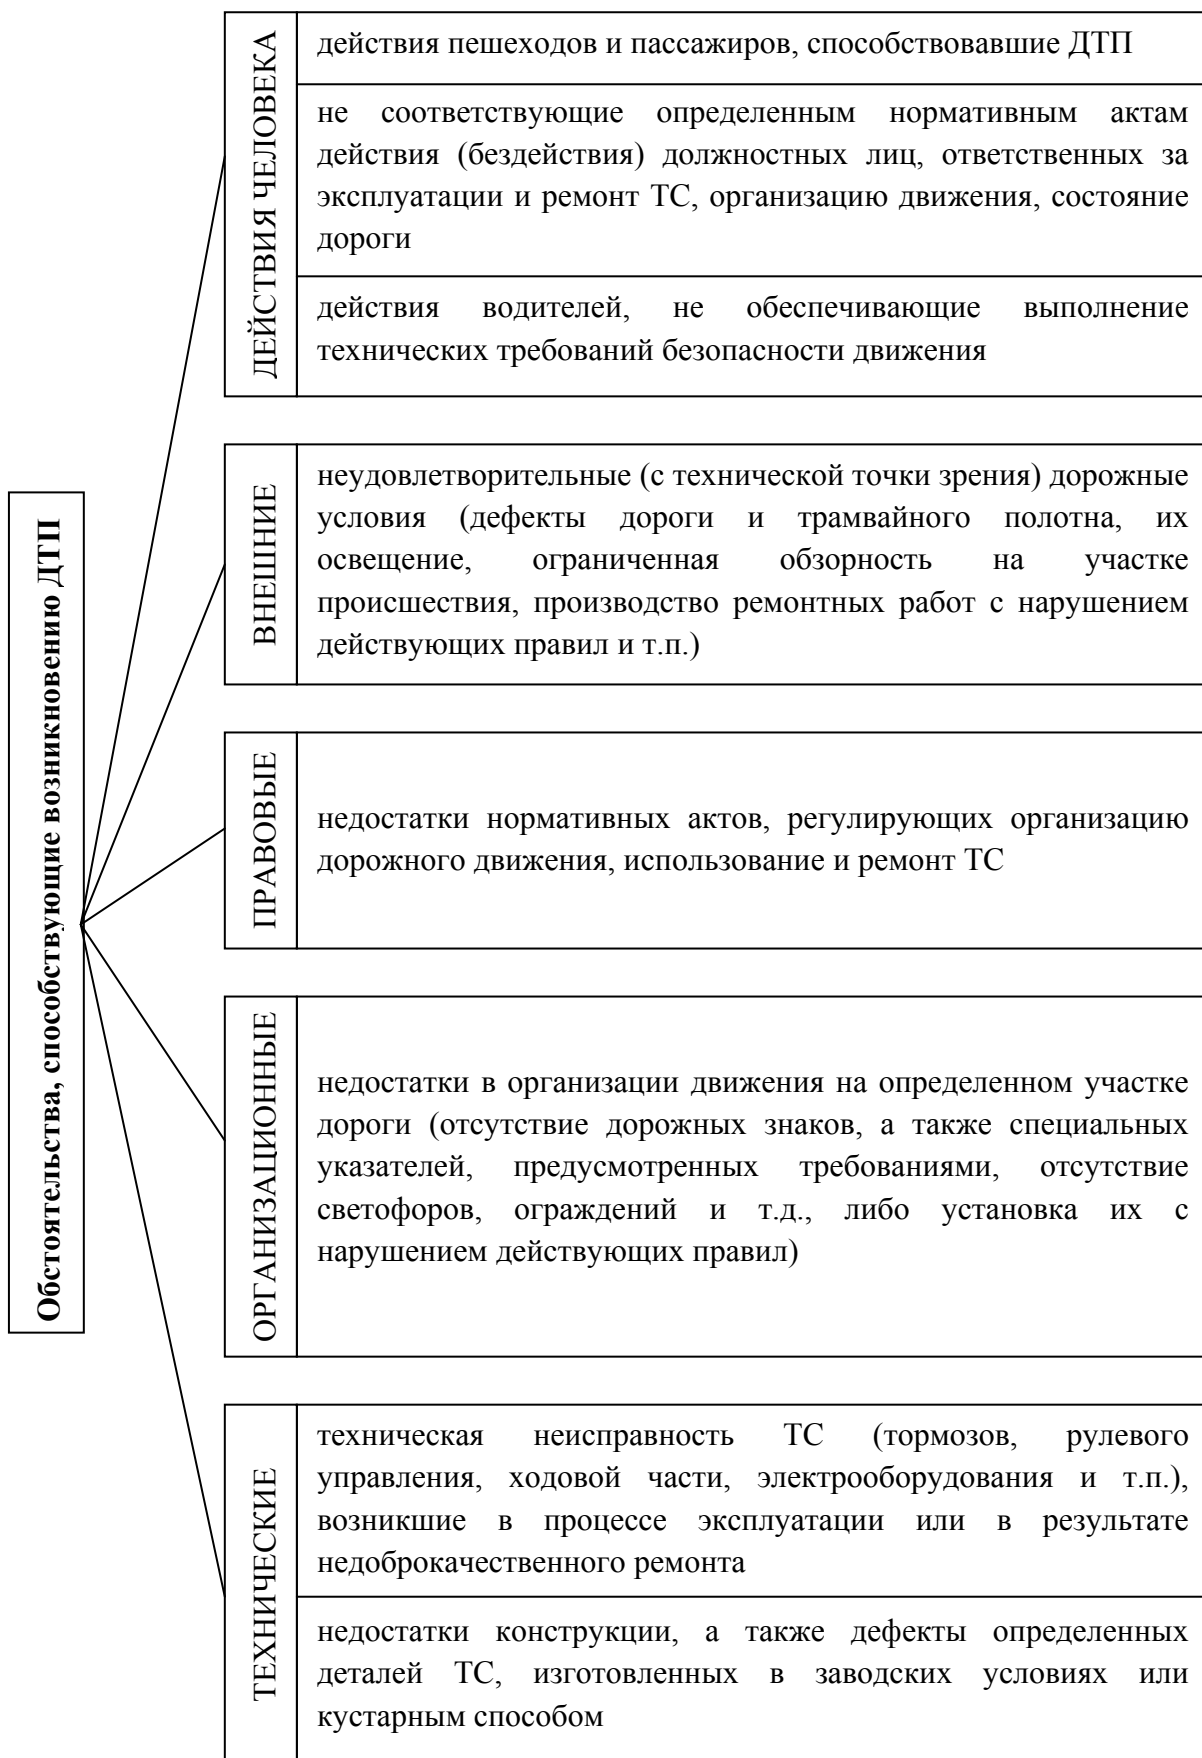 Обстоятельства, способствующие возникновению ДТП
ДЕЙСТВИЯ ЧЕЛОВЕКА
действия пешеходов и пассажиров, способствовавшие ДТП
не соответствующие определенным нормативным актам
действия (бездействия) должностных лиц, ответственных за
эксплуатации и ремонт ТС, организацию движения, состояние
дороги
действия водителей, не обеспечивающие выполнение
технических требований безопасности движения
ВНЕШНИЕ
неудовлетворительные (с технической точки зрения) дорожные
условия (дефекты дороги и трамвайного полотна, их
освещение, ограниченная обзорность на участке
происшествия, производство ремонтных работ с нарушением
действующих правил и т.п.)
ПРАВОВЫЕ
недостатки нормативных актов, регулирующих организацию
дорожного движения, использование и ремонт ТС
ОРГАНИЗАЦИОННЫЕ
недостатки в организации движения на определенном участке
дороги (отсутствие дорожных знаков, а также специальных
указателей, предусмотренных требованиями, отсутствие
светофоров, ограждений и т.д., либо установка их с
нарушением действующих правил)
ТЕХНИЧЕСКИЕ
техническая неисправность ТС (тормозов, рулевого
управления, ходовой части, электрооборудования и т.п.),
возникшие в процессе эксплуатации или в результате
недоброкачественного ремонта
недостатки конструкции, а также дефекты определенных
деталей ТС, изготовленных в заводских условиях или
кустарным способом